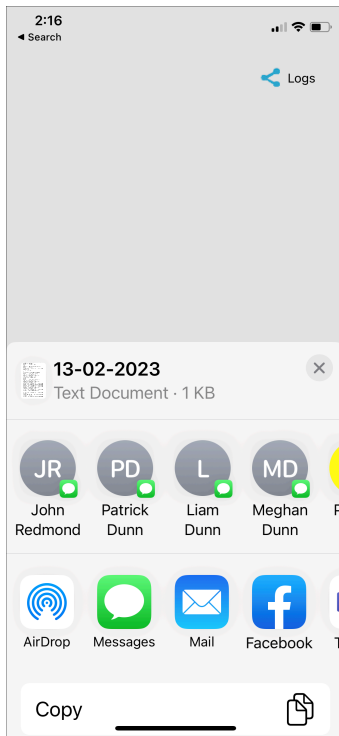 2:16
◀ Search
Logs
13-02-2023
Text Document · 1 KB
JR PD L MD
John Redmond
Patrick Dunn
Liam Dunn
Meghan Dunn
AirDrop Messages Mail Facebook
Copy